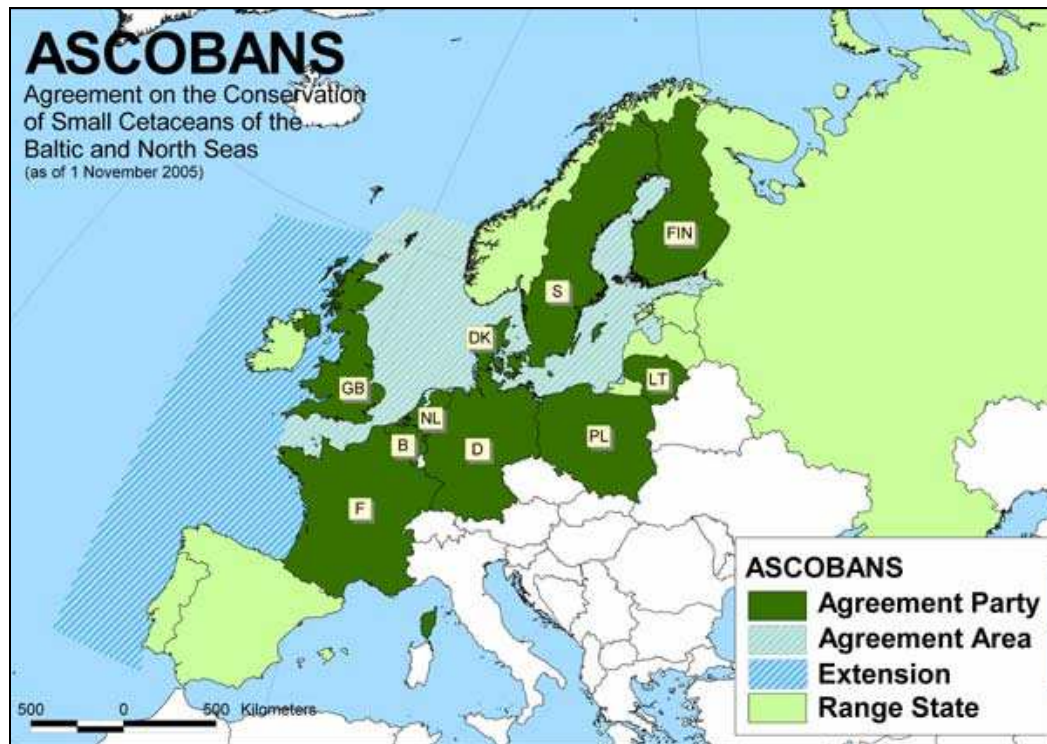 ASCOBANS
Agreement on the Conservation
of Small Cetaceans of the
Baltic and North Seas
(as of 1 November 2005)
FIN
S
DK
LT
GB
NL
B
D
PL
F
ASCOBANS
Agreement Party
Agreement Area
Extension
Range State
500 0 500 Kilometers